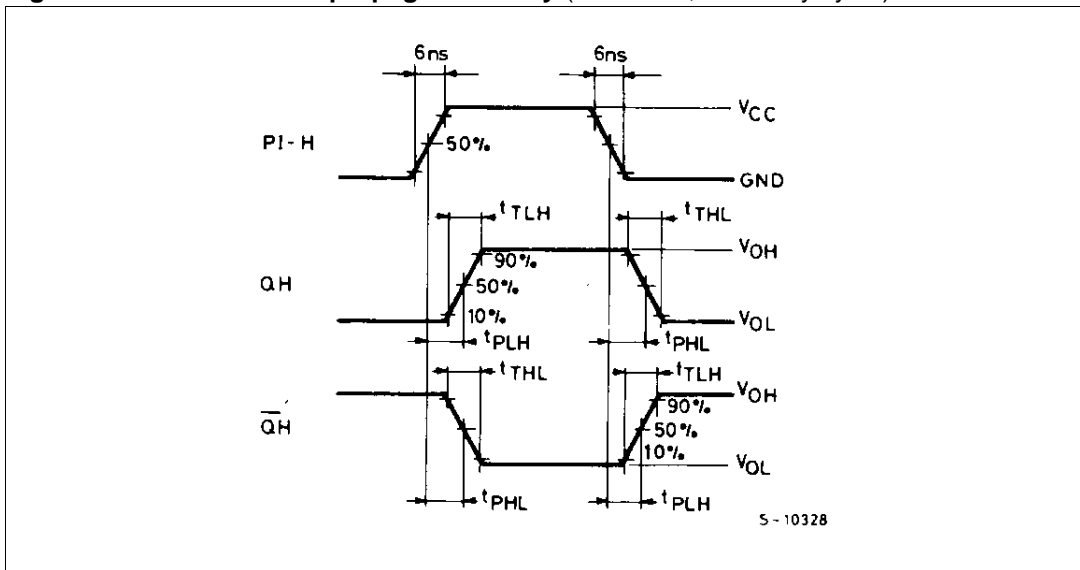 6ns 6ns
VCC
PI-H
50%
GND
tTLH tTHL
VOH
90%
QH
50%
10%
VOL
tPLH tPHL
tTHL tTLH
VOH
90%
QH
50%
10%
VOL
tPHL tPLH
S-10328